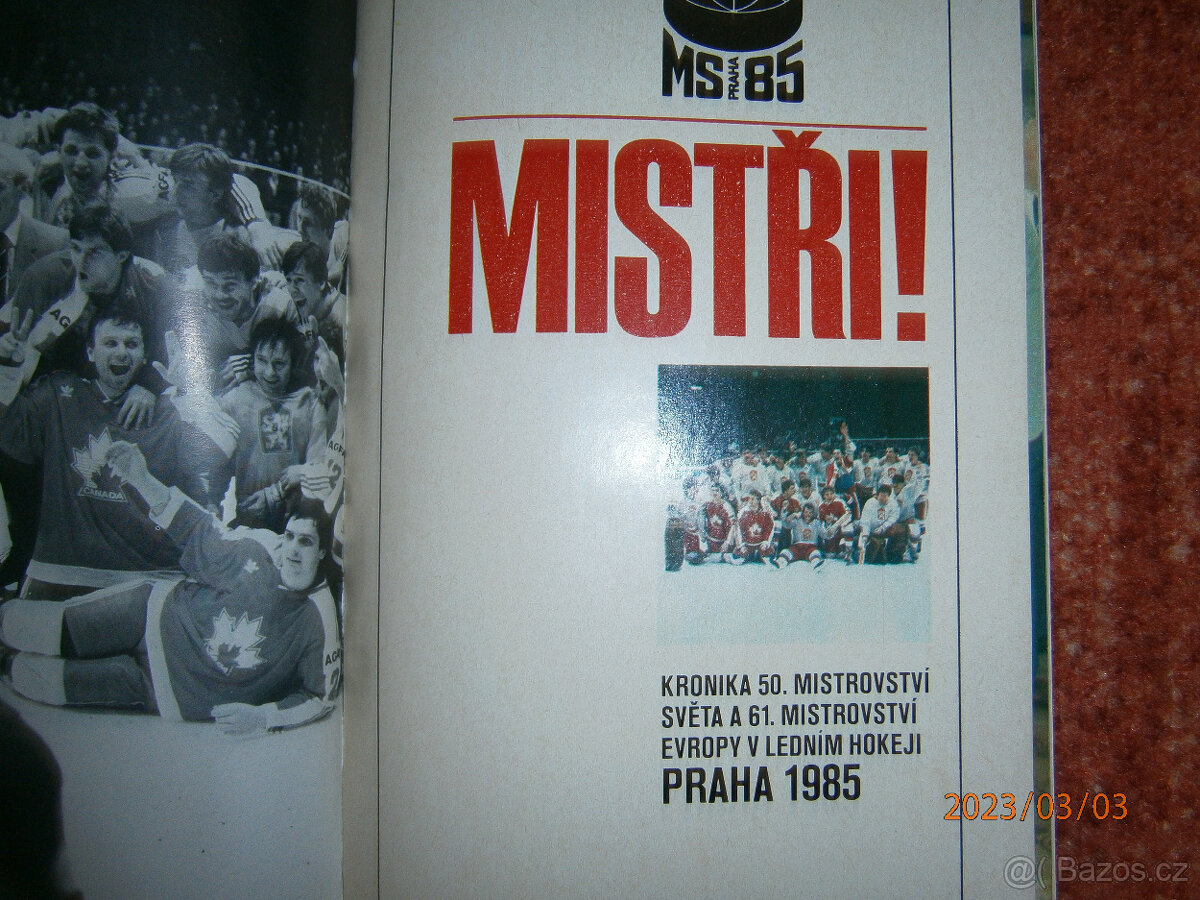 MS PRAHA 85
MISTŘI!
CANADA
KRONIKA 50. MISTROVSTVÍ
SVĚTA A 61. MISTROVSTVÍ
EVROPY V LEDNÍM HOKEJI
PRAHA 1985
2023/03/03
@( Bazos.cz